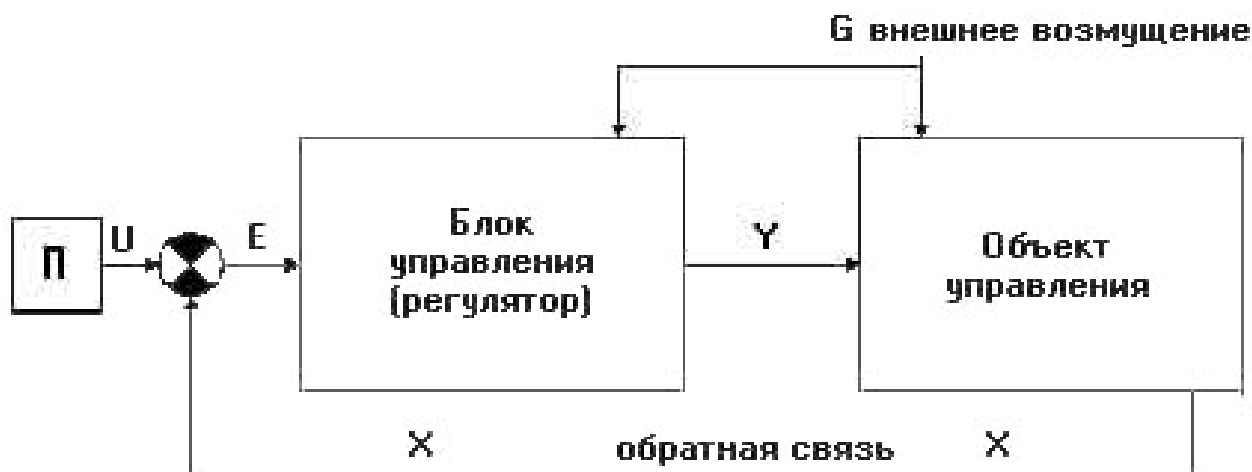 G внешнее возмущение
П
U
E
Блок
управления
(регулятор)
Y
Объект
управления
X
обратная связь
X